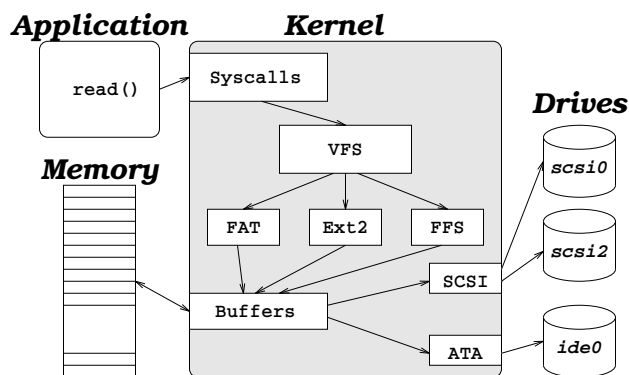 Application
Kernel
read()
Syscalls
Drives
VFS
scsi0
Memory
FAT
Ext2
FFS
scsi2
SCSI
Buffers
ATA
ide0